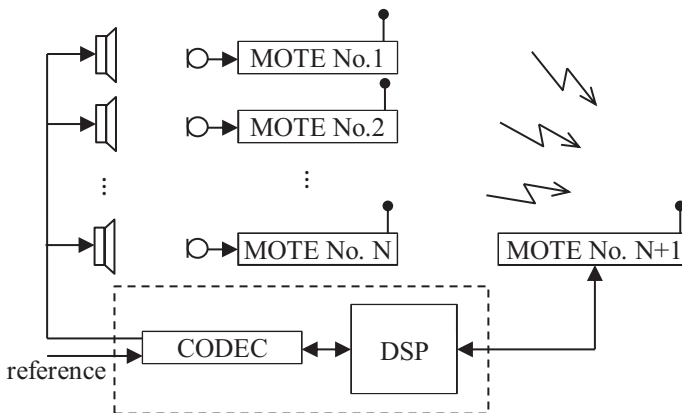 MOTE No.1
MOTE No.2
...
...
MOTE No. N
MOTE No. N+1
CODEC
DSP
reference